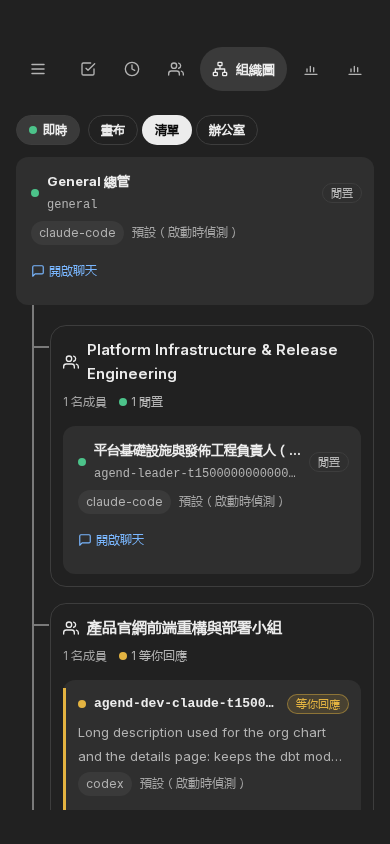 組織圖
即時
畫布
清單
辦公室
General 總管
閒置
general
claude-code
預設（啟動時偵測）
開啟聊天
Platform Infrastructure & Release
Engineering
1 名成員
1 閒置
平台基礎設施與發佈工程負責人（…
閒置
agend-leader-t1500000000000…
claude-code
預設（啟動時偵測）
開啟聊天
產品官網前端重構與部署小組
1 名成員
1 等你回應
agend-dev-claude-t1500…
等你回應
Long description used for the org chart
and the details page: keeps the dbt mod…
codex
預設（啟動時偵測）